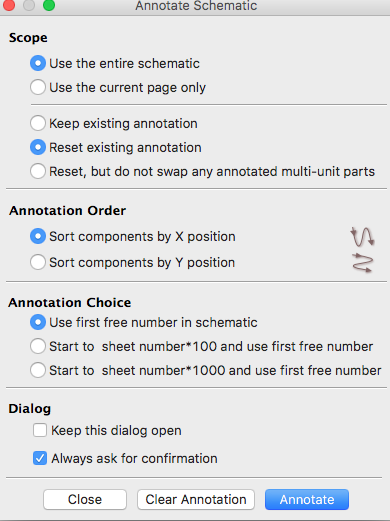 Annotate Schematic
Scope
Use the entire schematic
Use the current page only
Keep existing annotation
Reset existing annotation
Reset, but do not swap any annotated multi-unit parts
Annotation Order
Sort components by X position
Sort components by Y position
Annotation Choice
Use first free number in schematic
Start to  sheet number*100 and use first free number
Start to  sheet number*1000 and use first free number
Dialog
Keep this dialog open
Always ask for confirmation
Close Clear Annotation Annotate